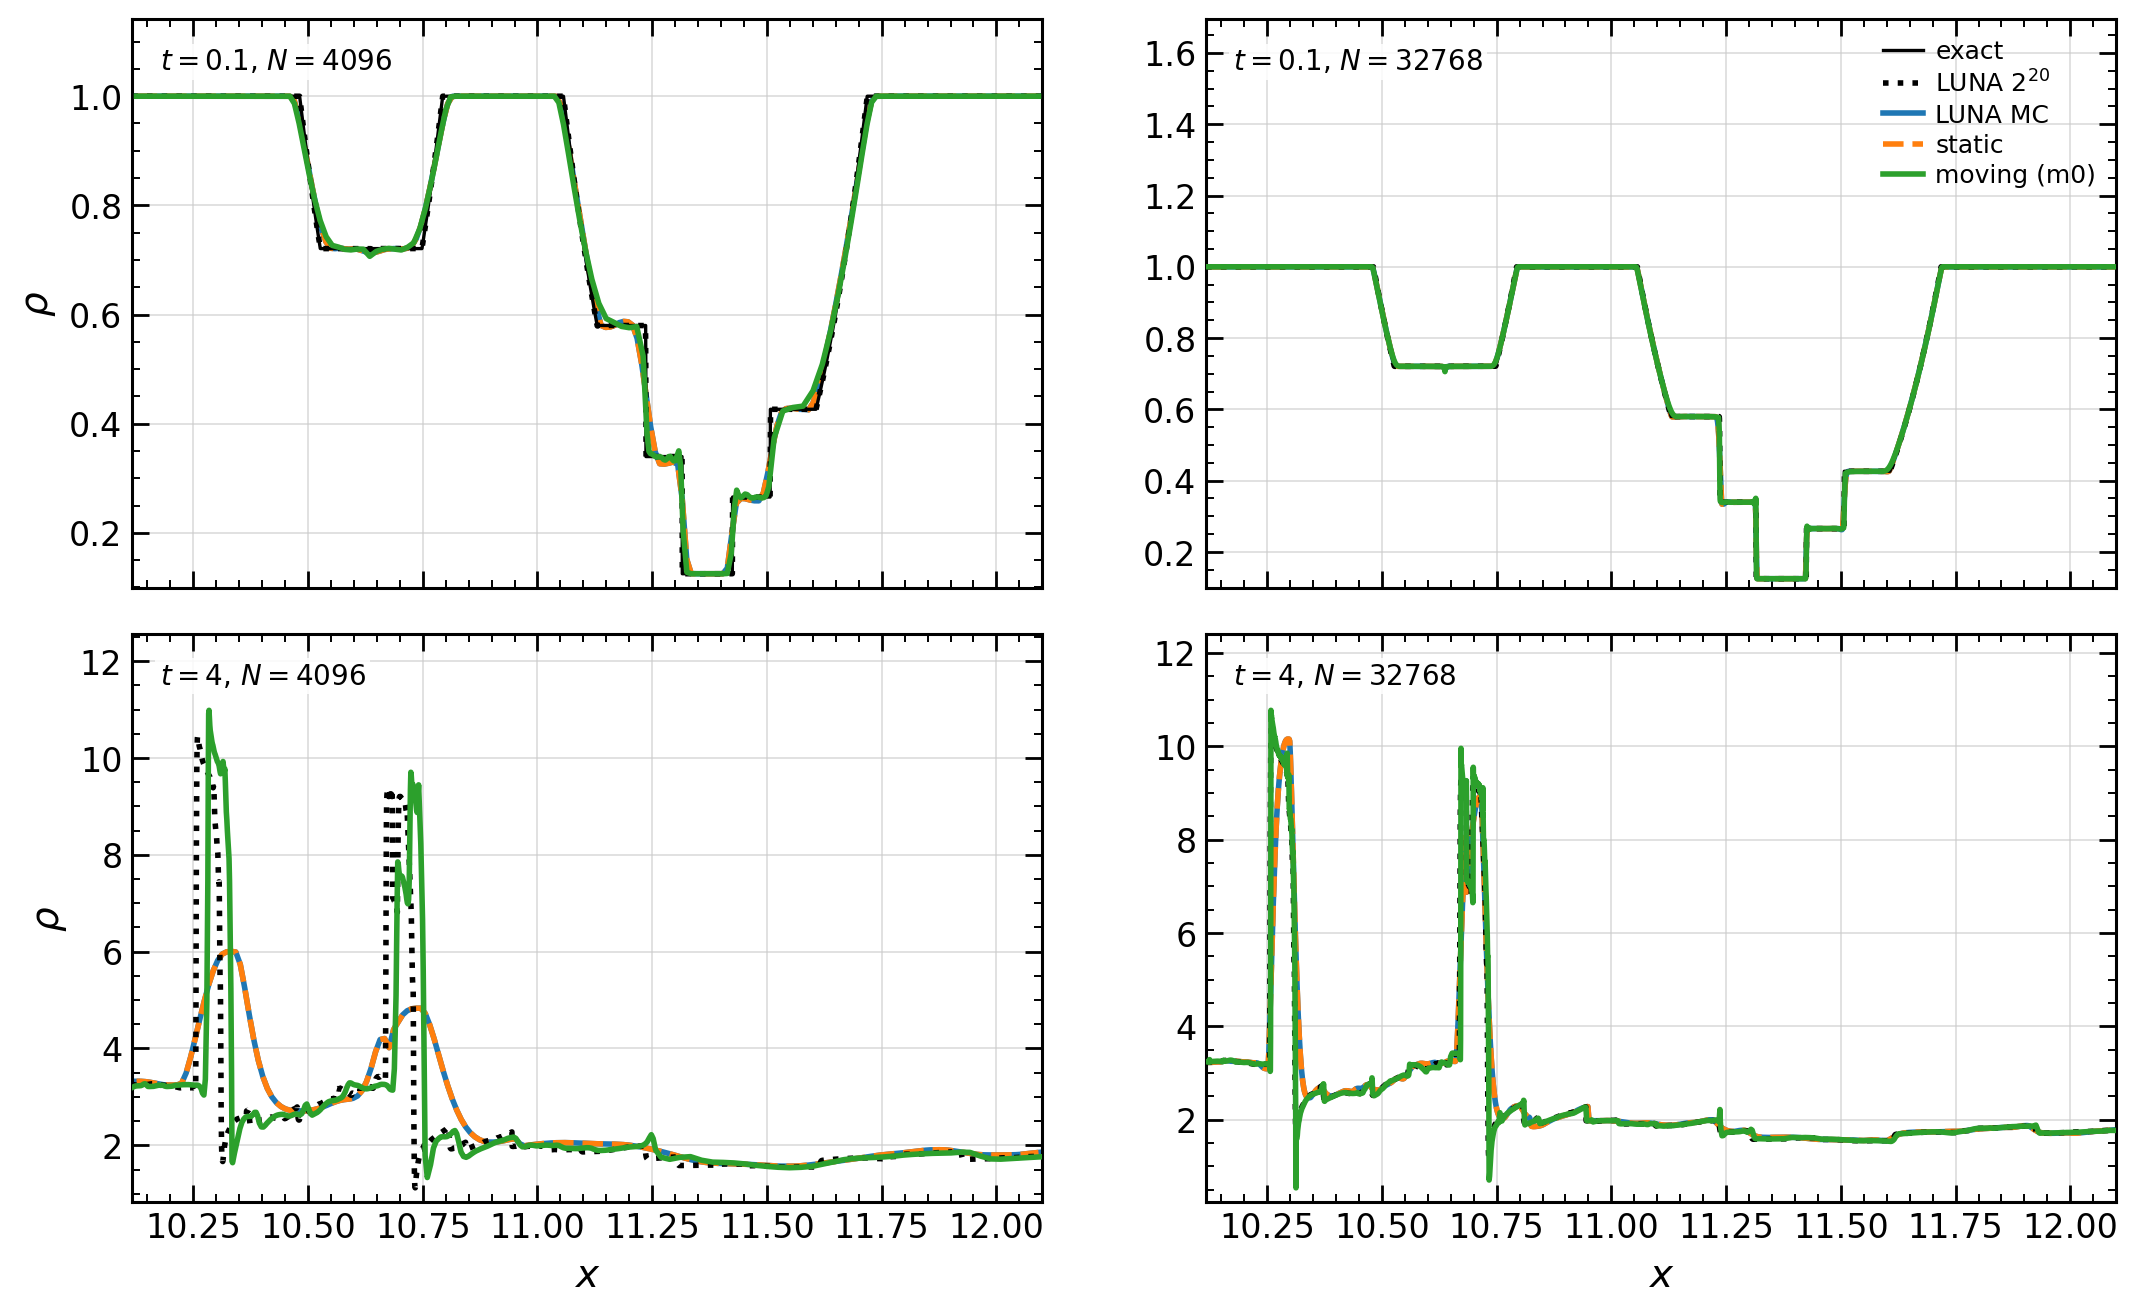 t = 0.1, N = 4096
1.0
0.8
0.6
0.4
0.2
ρ
t = 0.1, N = 32768
exact
LUNA 2^20
LUNA MC
static
moving (m0)
1.6
1.4
1.2
1.0
0.8
0.6
0.4
0.2
t = 4, N = 4096
12
10
8
6
4
2
ρ
10.25 10.50 10.75 11.00 11.25 11.50 11.75 12.00
x
t = 4, N = 32768
12
10
8
6
4
2
10.25 10.50 10.75 11.00 11.25 11.50 11.75 12.00
x